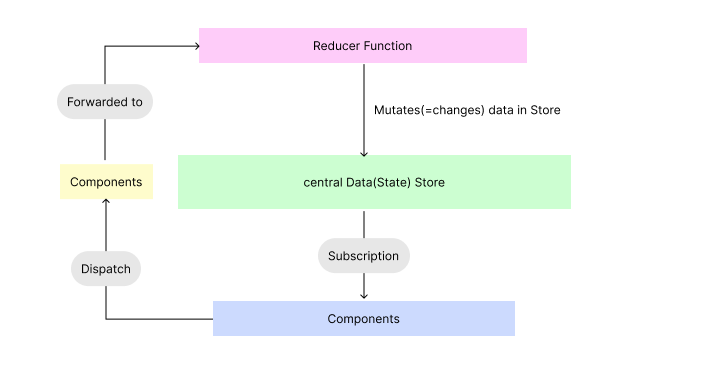 Reducer Function
Forwarded to
Mutates(=changes) data in Store
Components
central Data(State) Store
Subscription
Dispatch
Components